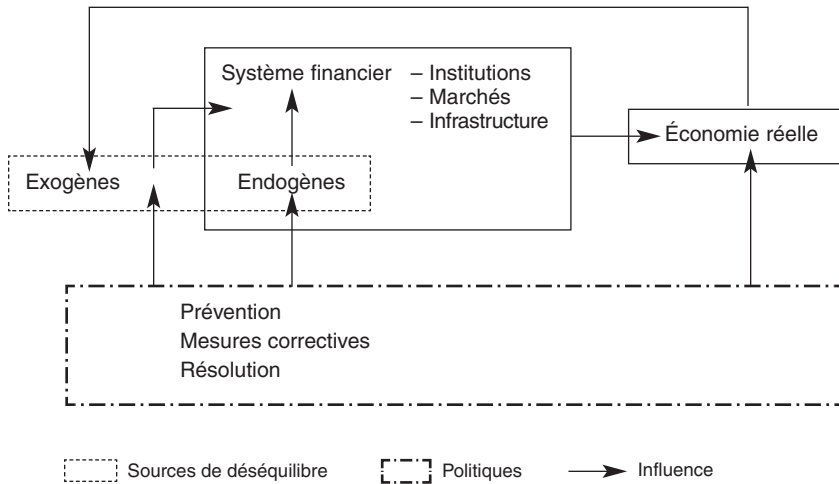 Système financier – Institutions
– Marchés
– Infrastructure
Économie réelle
Exogènes Endogènes
Prévention
Mesures correctives
Résolution
Sources de déséquilibre Politiques Influence